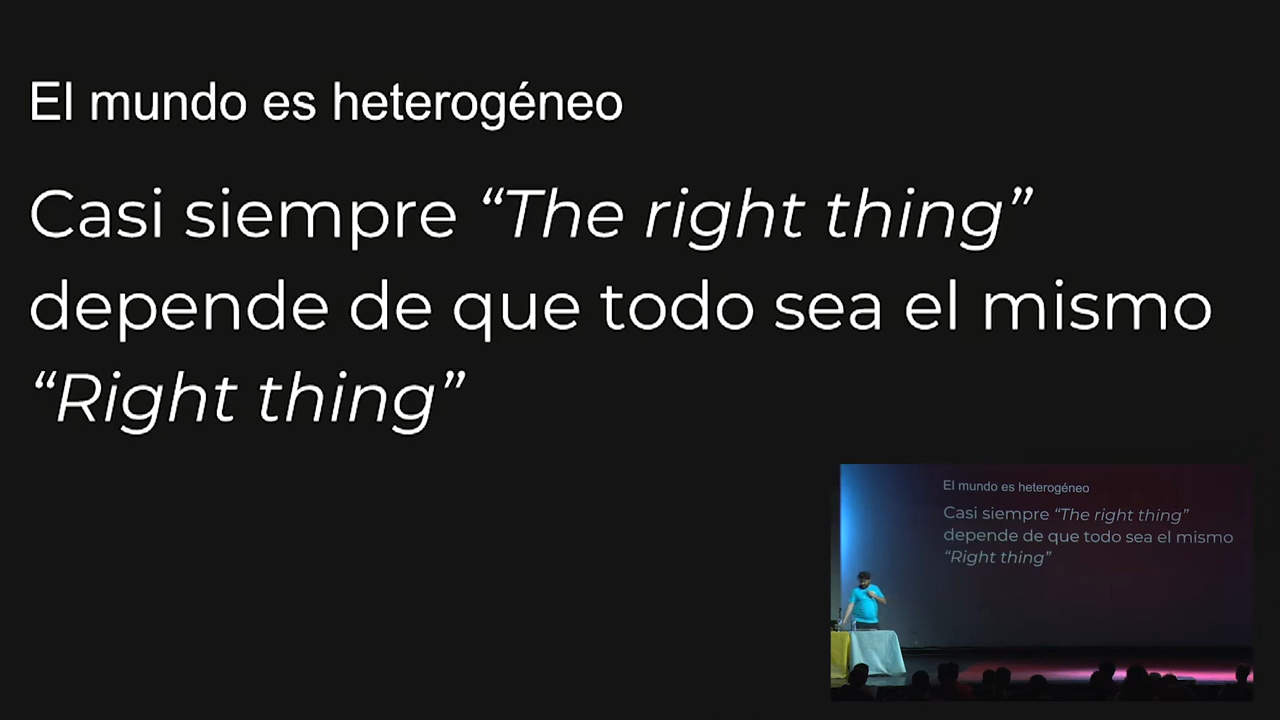 El mundo es heterogéneo
Casi siempre “The right thing”
depende de que todo sea el mismo
“Right thing”
El mundo es heterogéneo
Casi siempre “The right thing”
depende de que todo sea el mismo
“Right thing”